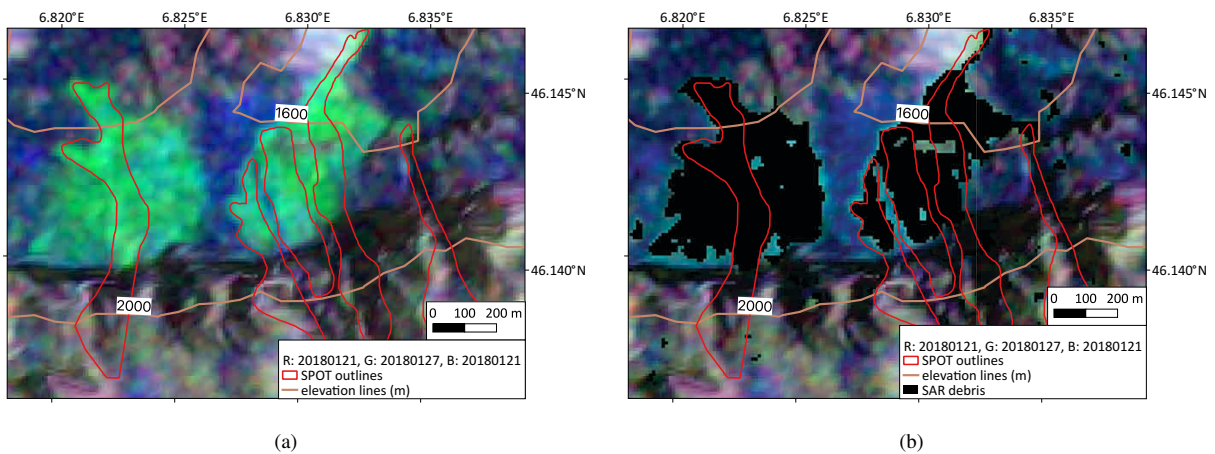 6.820°E 6.825°E 6.830°E 6.835°E
46.145°N
1600
46.140°N
2000
0 100 200 m
R: 20180121, G: 20180127, B: 20180121
SPOT outlines
elevation lines (m)
(a)
6.820°E 6.825°E 6.830°E 6.835°E
46.145°N
1600
46.140°N
2000
0 100 200 m
R: 20180121, G: 20180127, B: 20180121
SPOT outlines
elevation lines (m)
SAR debris
(b)